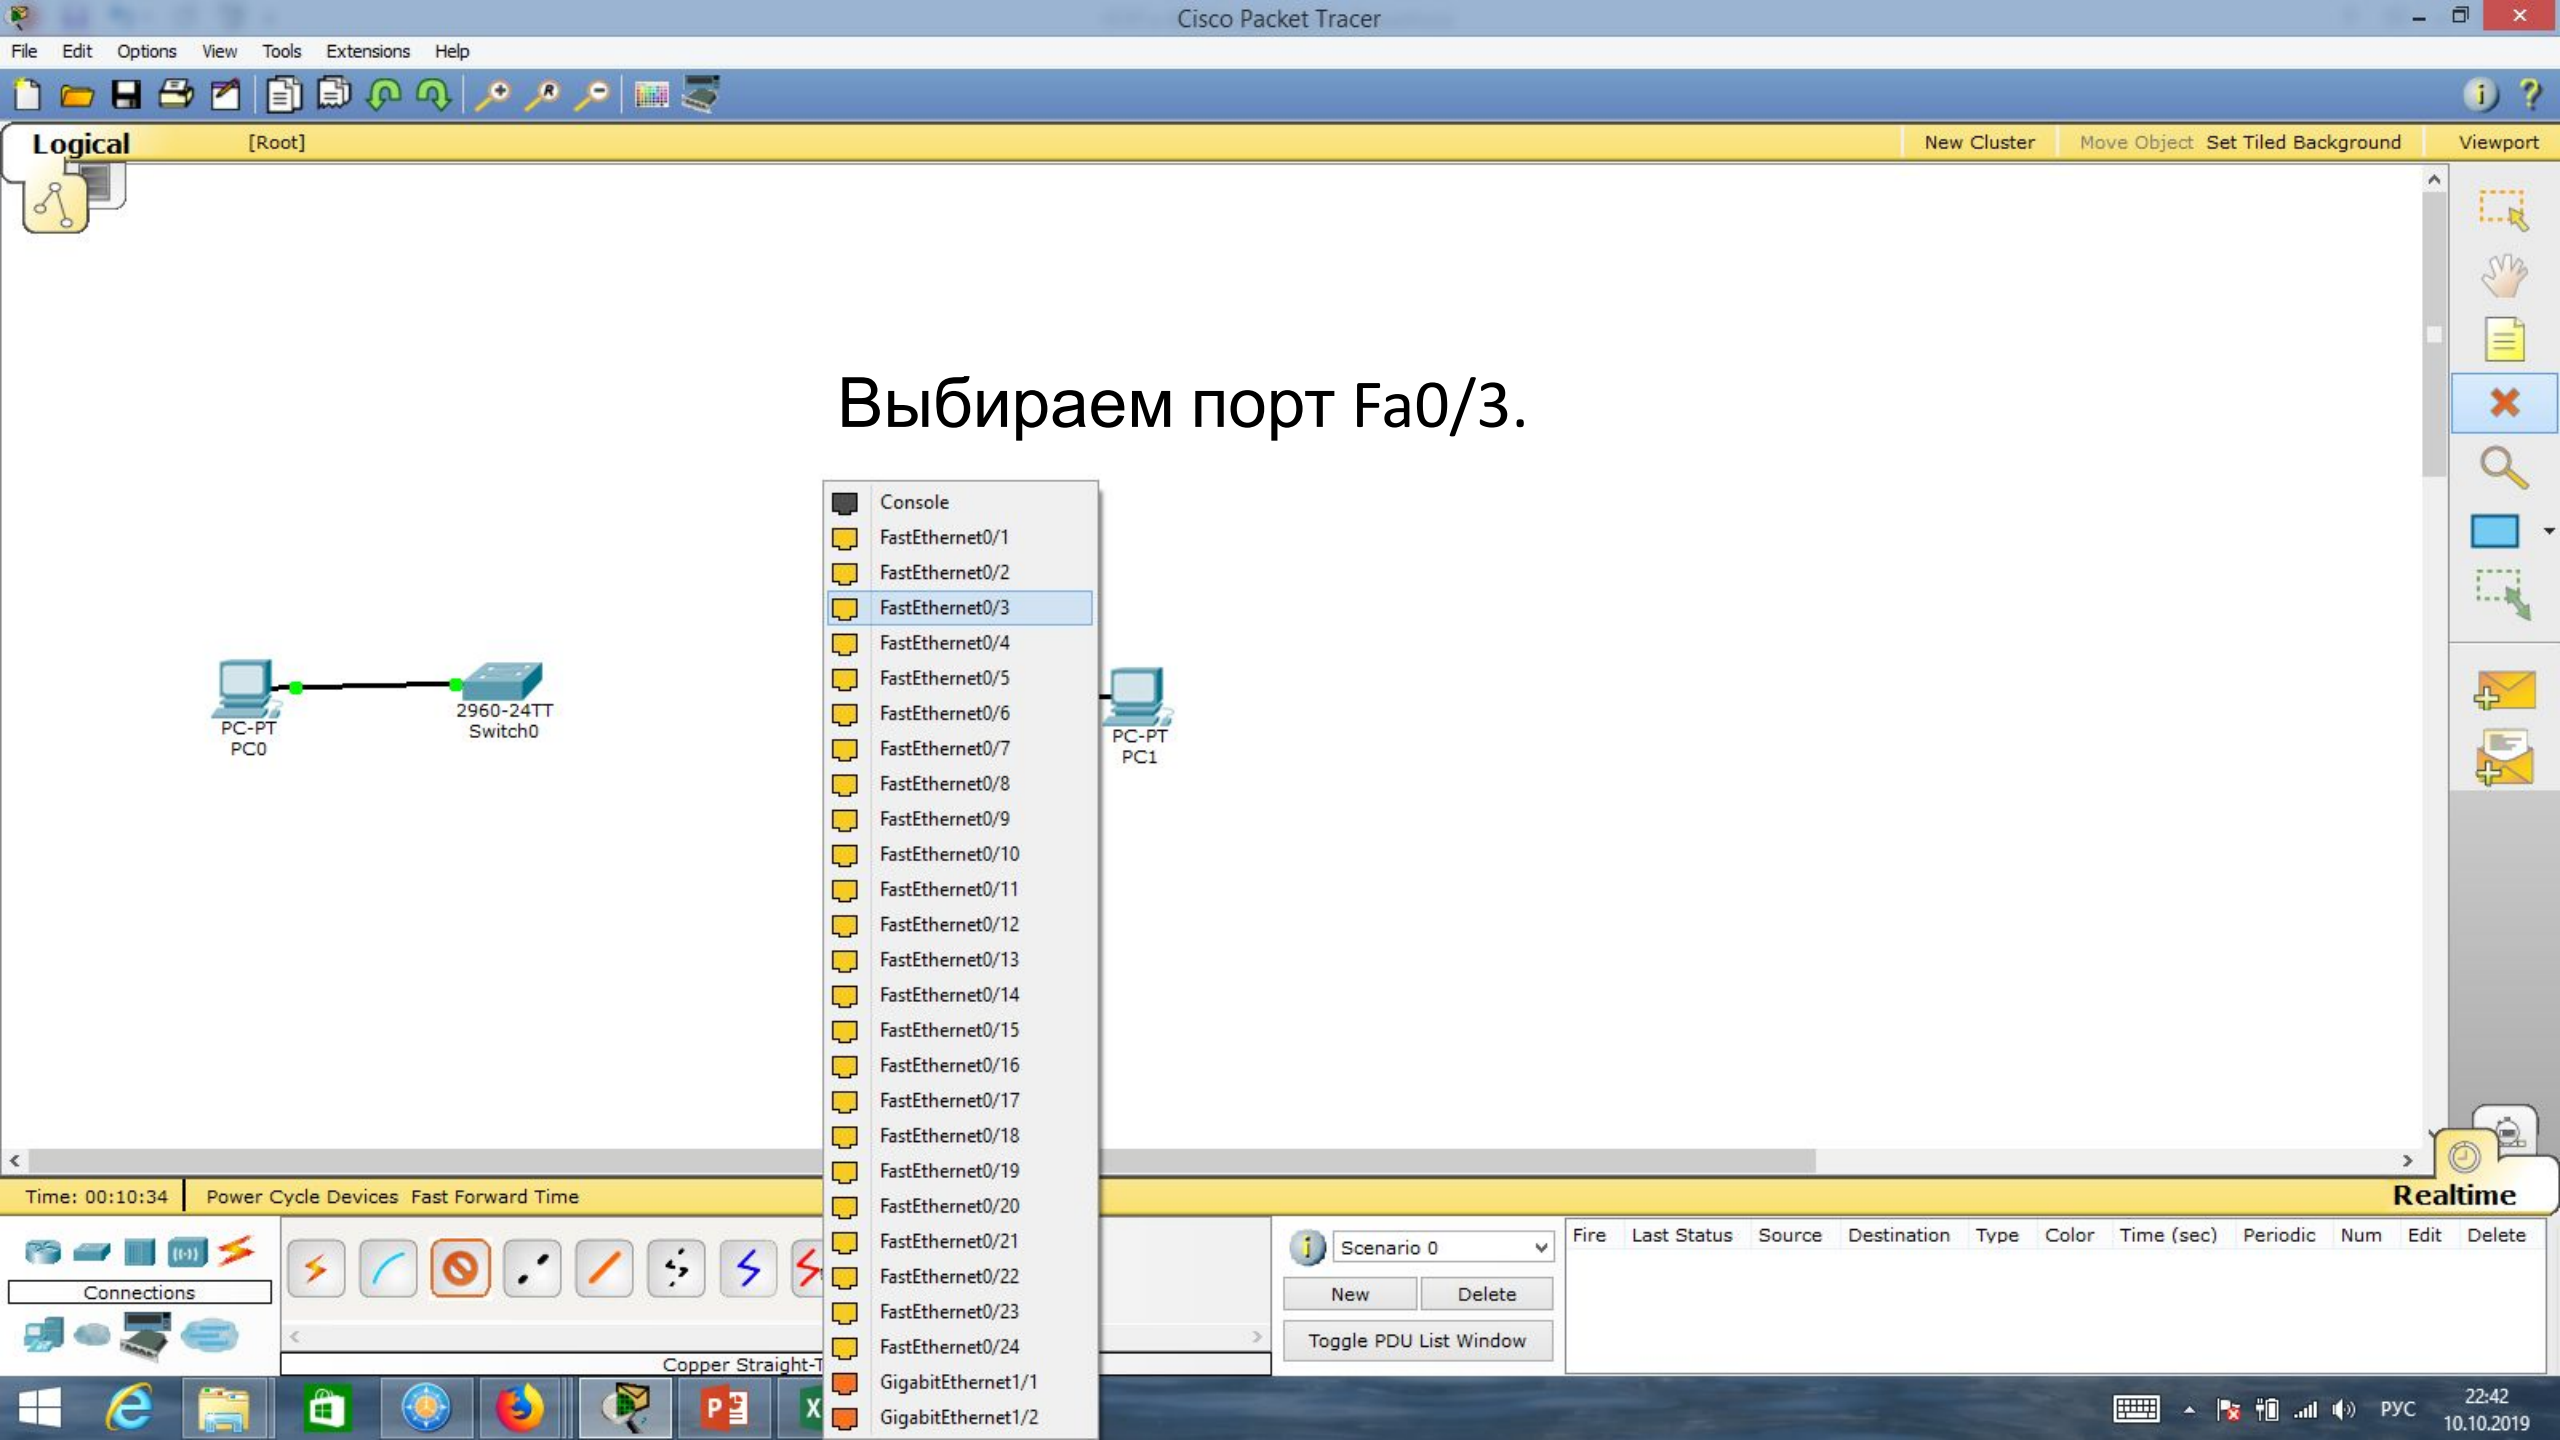 Cisco Packet Tracer
File Edit Options View Tools Extensions Help
Logical [Root] New Cluster Move Object Set Tiled Background Viewport
Выбираем порт Fa0/3.
Console
FastEthernet0/1
FastEthernet0/2
FastEthernet0/3
FastEthernet0/4
FastEthernet0/5
FastEthernet0/6
FastEthernet0/7
FastEthernet0/8
FastEthernet0/9
FastEthernet0/10
FastEthernet0/11
FastEthernet0/12
FastEthernet0/13
FastEthernet0/14
FastEthernet0/15
FastEthernet0/16
FastEthernet0/17
FastEthernet0/18
FastEthernet0/19
FastEthernet0/20
FastEthernet0/21
FastEthernet0/22
FastEthernet0/23
FastEthernet0/24
GigabitEthernet1/1
GigabitEthernet1/2
PC-PT
PC0
2960-24TT
Switch0
PC-PT
PC1
Time: 00:10:34 Power Cycle Devices Fast Forward Time
Realtime
Connections
Copper Straight-T
Scenario 0
New Delete
Toggle PDU List Window
Fire Last Status Source Destination Type Color Time (sec) Periodic Num Edit Delete
РУС
22:42
10.10.2019